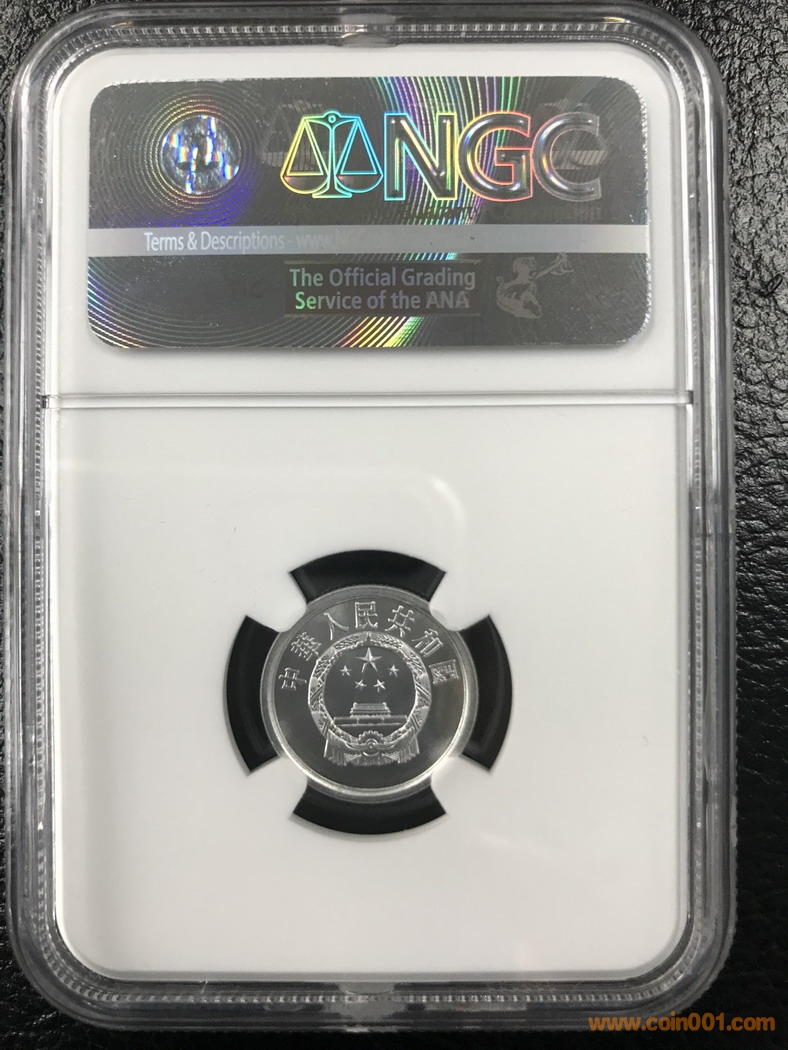 NGC
Terms & Descriptions - www.NGC
The Official Grading
Service of the ANA
中華人民共和國
www.coin001.com